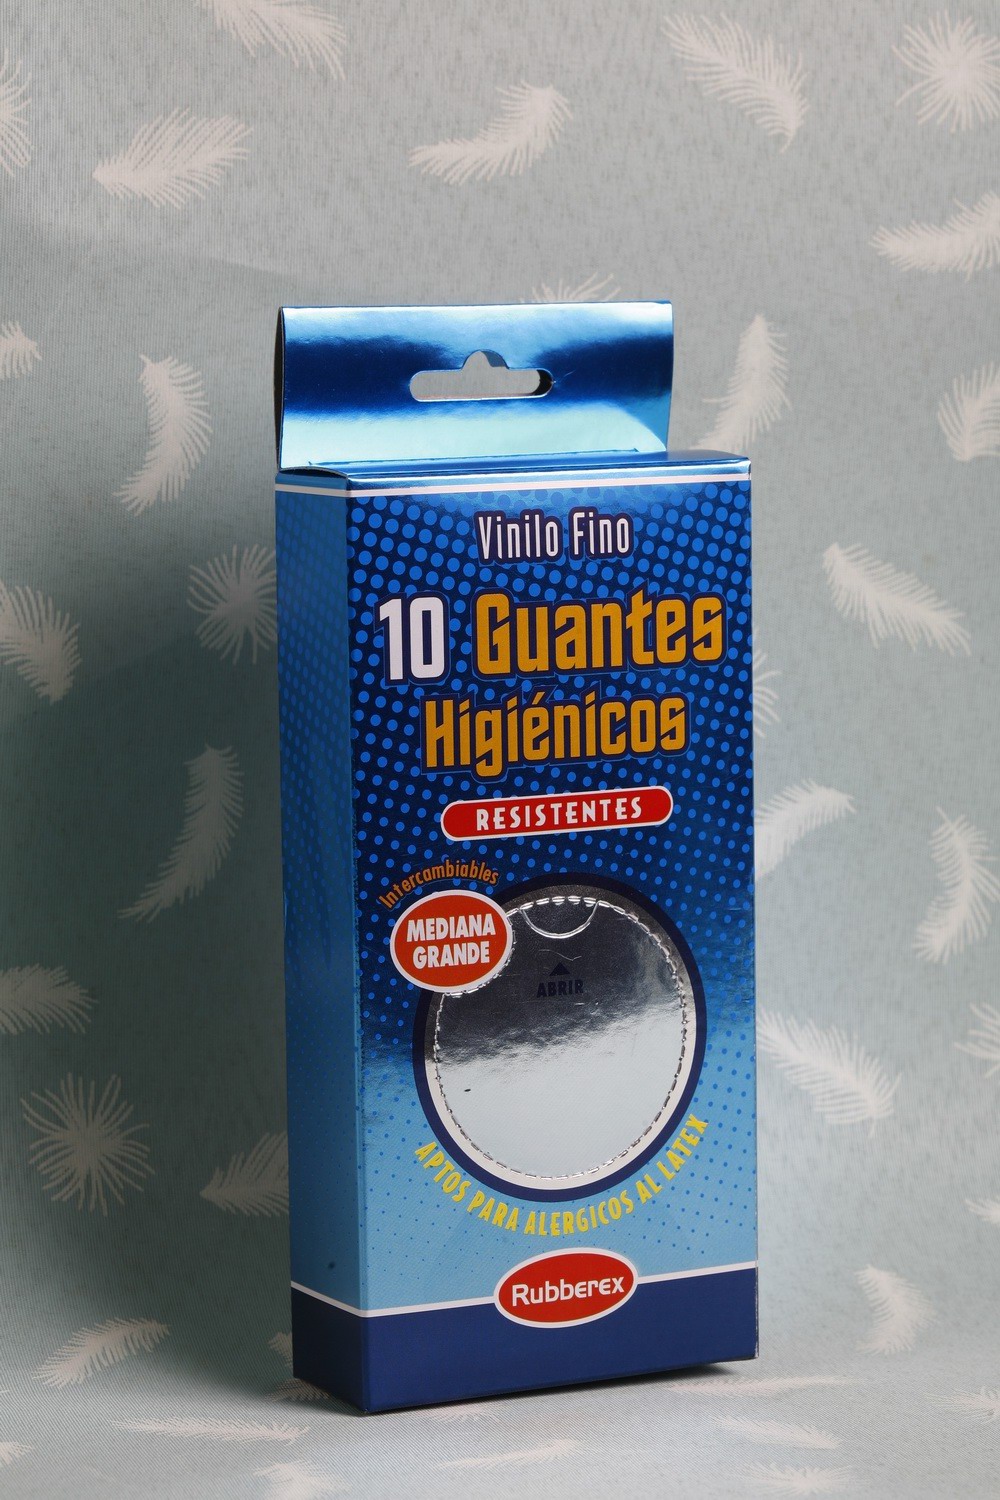 Vinilo Fino
10 Guantes
Higiénicos
RESISTENTES
Intercambiables
MEDIANA
GRANDE
ABRIR
APTOS PARA ALERGICOS AL LATEX
Rubberex